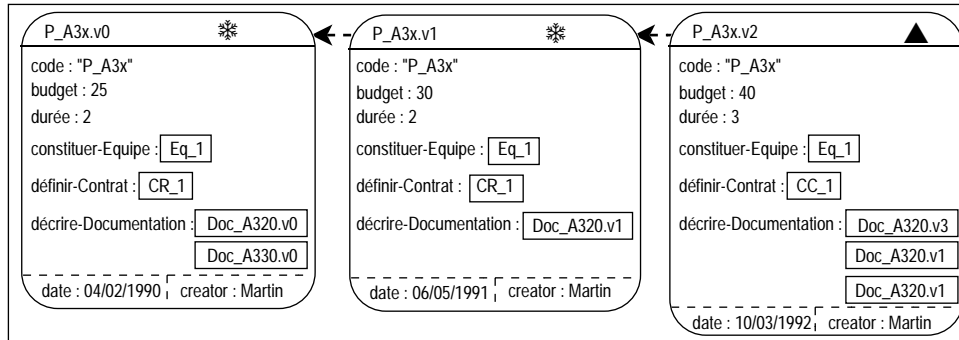 P_A3x.v0
code : "P_A3x"
budget : 25
durée : 2
constituer-Equipe : Eq_1
définir-Contrat : CR_1
décrire-Documentation : Doc_A320.v0
Doc_A330.v0
date : 04/02/1990 creator : Martin
P_A3x.v1
code : "P_A3x"
budget : 30
durée : 2
constituer-Equipe : Eq_1
définir-Contrat : CR_1
décrire-Documentation : Doc_A320.v1
date : 06/05/1991 creator : Martin
P_A3x.v2
code : "P_A3x"
budget : 40
durée : 3
constituer-Equipe : Eq_1
définir-Contrat : CC_1
décrire-Documentation : Doc_A320.v3
Doc_A320.v1
Doc_A320.v1
date : 10/03/1992 creator : Martin